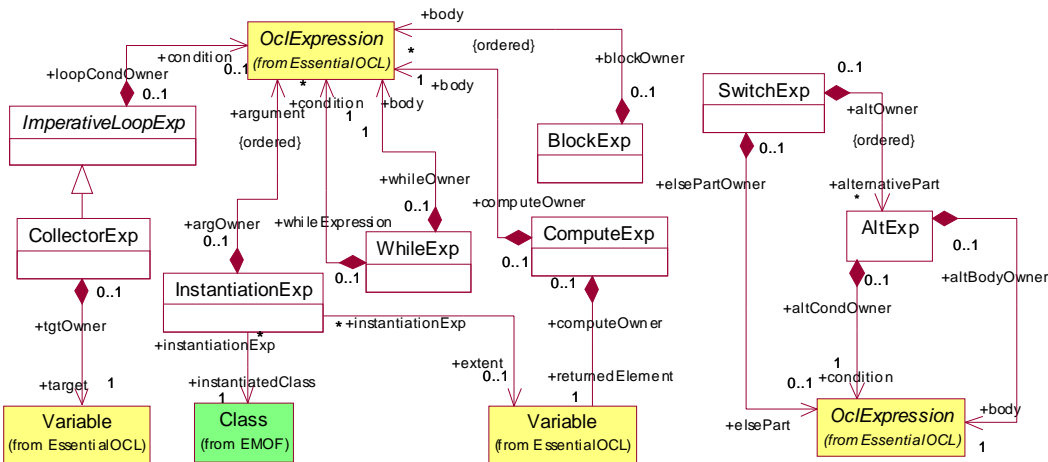 +body
OclExpression
(from EssentialOCL)
{ordered}
*
1
+body
+condition
0..1
+loopCondOwner
0..1
*
+condition
+body
+argument
1
1
{ordered}
+blockOwner
0..1
ImperativeLoopExp
BlockExp
SwitchExp
0..1
+altOwner
0..1
{ordered}
+elsePartOwner
+alternativePart
*
+whileOwner
0..1
+computeOwner
CollectorExp
0..1
+argOwner
0..1
+whileExpression
WhileExp
0..1
ComputeExp
0..1
0..1
AltExp
0..1
0..1
+altBodyOwner
InstantiationExp
+tgtOwner
*
+instantiationExp
*
+instantiationExp
+computeOwner
+altCondOwner
+target
1
+instantiatedClass
1
+extent
0..1
+returnedElement
1
1
+condition
0..1
Variable
(from EssentialOCL)
Class
(from EMOF)
Variable
(from EssentialOCL)
+elsePart
OclExpression
(from EssentialOCL)
+body
1